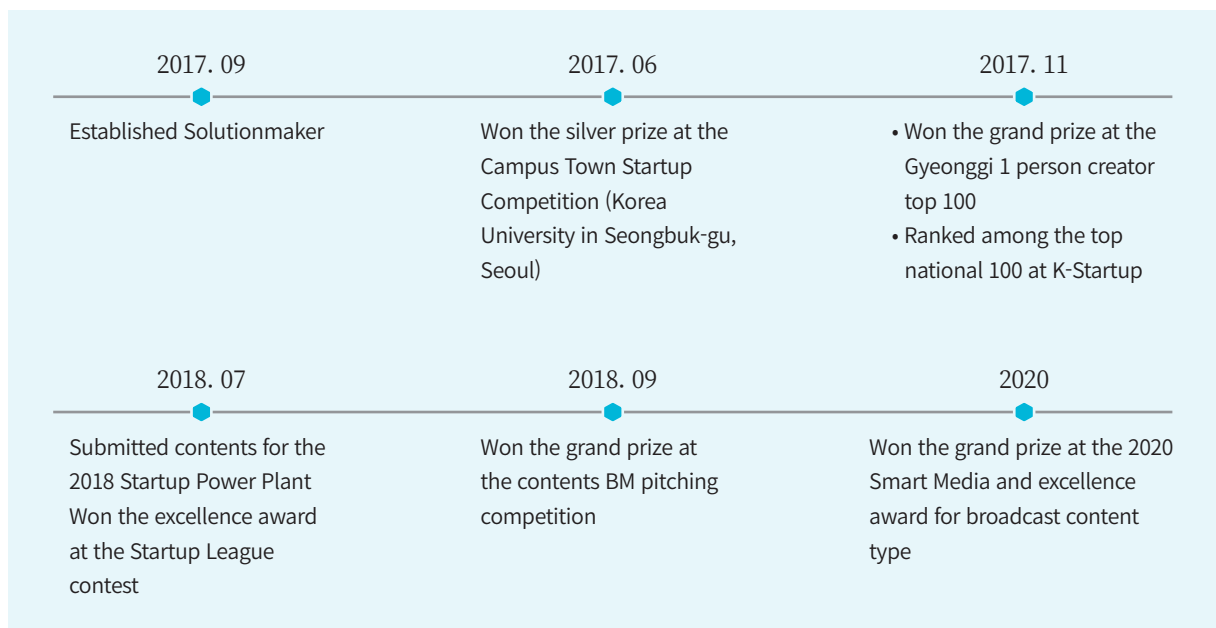 2017. 09
Established Solutionmaker
2017. 06
Won the silver prize at the
Campus Town Startup
Competition (Korea
University in Seongbuk-gu,
Seoul)
2017. 11
• Won the grand prize at the
Gyeonggi 1 person creator
top 100
• Ranked among the top
national 100 at K-Startup
2018. 07
Submitted contents for the
2018 Startup Power Plant
Won the excellence award
at the Startup League
contest
2018. 09
Won the grand prize at
the contents BM pitching
competition
2020
Won the grand prize at the 2020
Smart Media and excellence
award for broadcast content
type